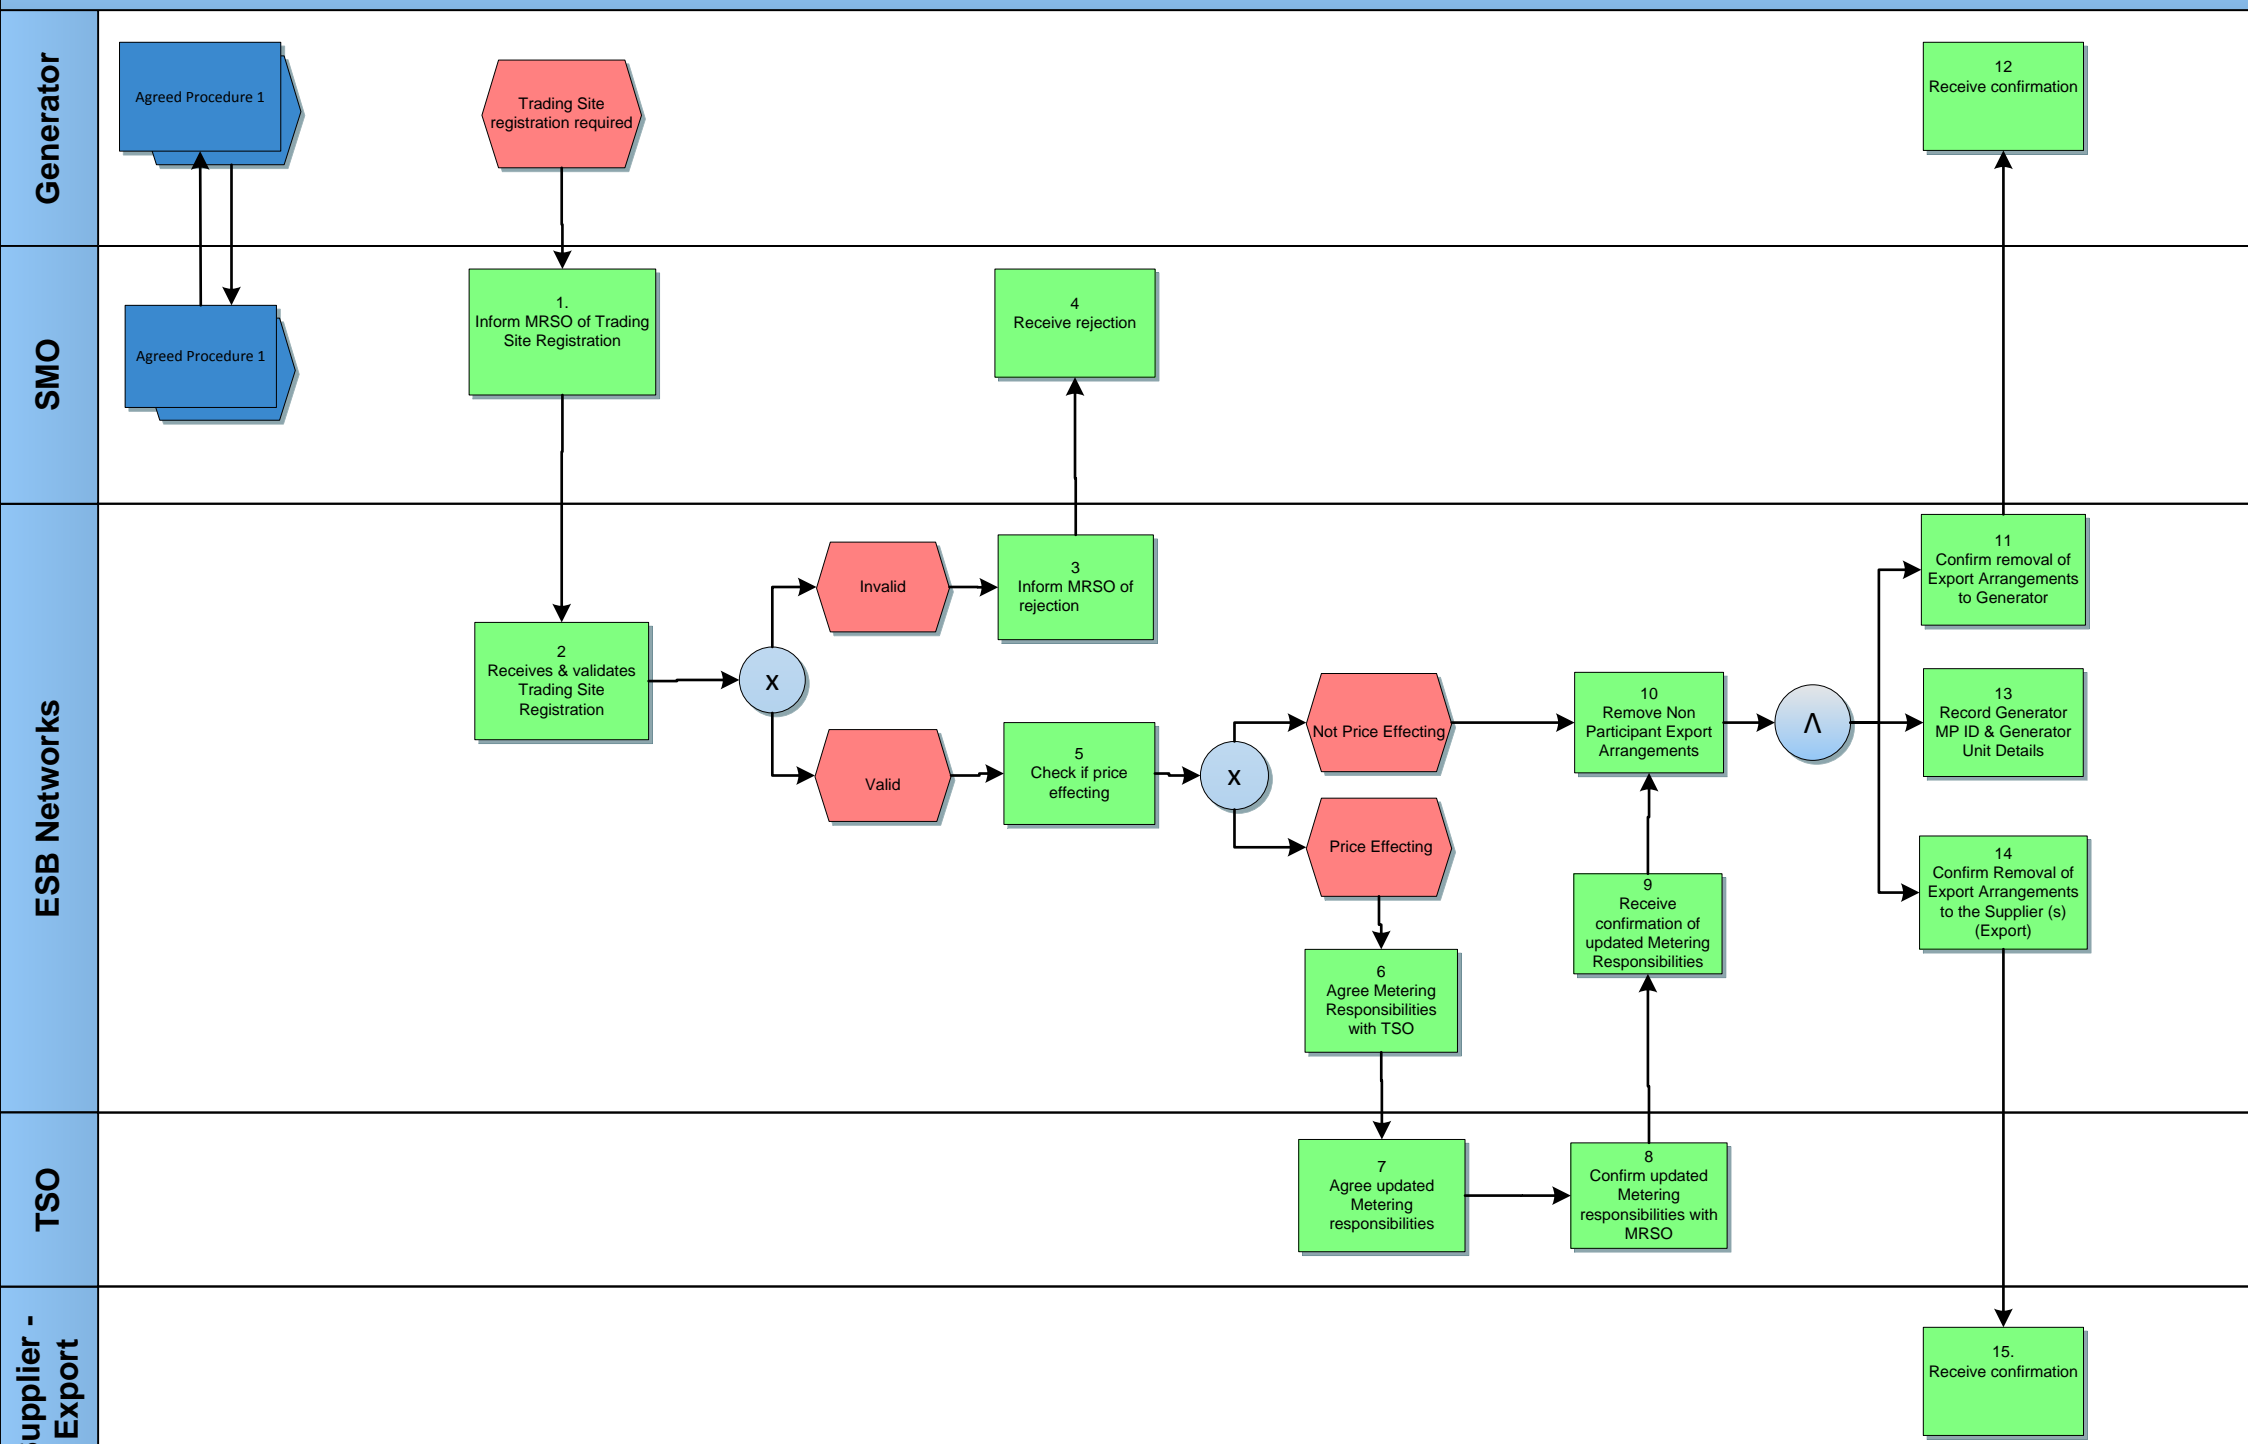 Generator
Agreed Procedure 1
Trading Site
registration required
12
Receive confirmation
SMO
Agreed Procedure 1
1.
Inform MRSO of Trading
Site Registration
4
Receive rejection
ESB Networks
2
Receives & validates
Trading Site
Registration
X
Invalid
3
Inform MRSO of
rejection
Valid
5
Check if price
effecting
X
Not Price Effecting
Price Effecting
6
Agree Metering
Responsibilities
with TSO
9
Receive
confirmation of
updated Metering
Responsibilities
10
Remove Non
Participant Export
Arrangements
Λ
11
Confirm removal of
Export Arrangements
to Generator
13
Record Generator
MP ID & Generator
Unit Details
14
Confirm Removal of
Export Arrangements
to the Supplier (s)
(Export)
TSO
7
Agree updated
Metering
responsibilities
8
Confirm updated
Metering
responsibilities with
MRSO
upplier -
Export
15.
Receive confirmation